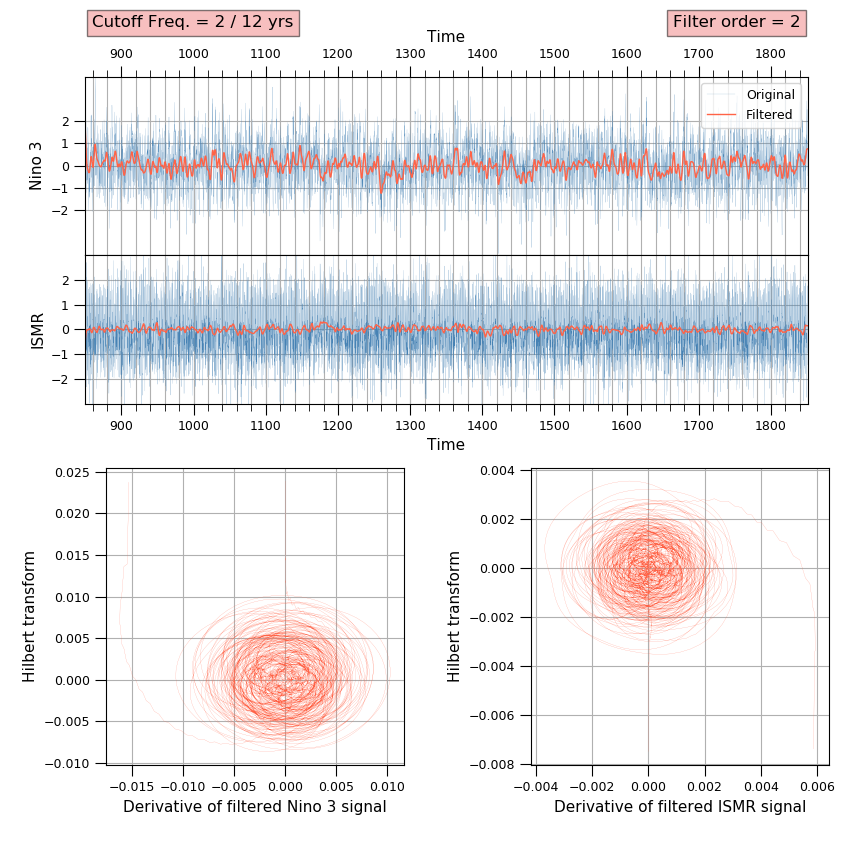 Cutoff Freq. = 2 / 12 yrs
Filter order = 2
Time
900 1000 1100 1200 1300 1400 1500 1600 1700 1800
Original
Filtered
Nino 3
2
1
0
−1
−2
ISMR
2
1
0
−1
−2
900 1000 1100 1200 1300 1400 1500 1600 1700 1800
Time
Hilbert transform
0.025
0.020
0.015
0.010
0.005
0.000
−0.005
−0.010
−0.015 −0.010 −0.005 0.000 0.005 0.010
Derivative of filtered Nino 3 signal
Hilbert transform
0.004
0.002
0.000
−0.002
−0.004
−0.006
−0.008
−0.004 −0.002 0.000 0.002 0.004 0.006
Derivative of filtered ISMR signal